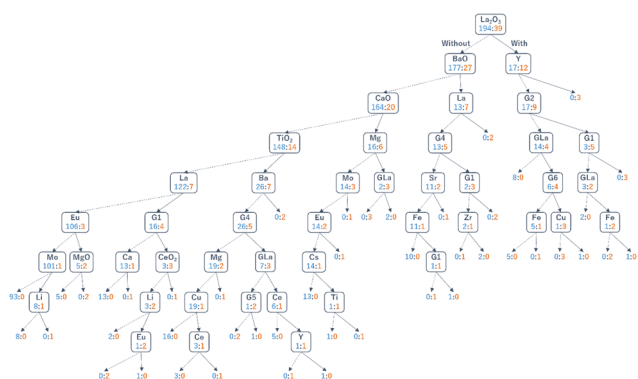 La₂O₃
194:39
Without With
BaO Y
177:27 17:12
CaO La G2 0:3
164:20 13:7 17:9
TiO₂ Mg G4 0:2 GLa G1
148:14 16:6 13:5 14:4 3:5
La Ba Mo GLa Sr G1 8:0 G6 GLa 0:3
122:7 26:7 14:3 2:3 11:2 2:3 6:4 3:2
Eu G1 G4 0:2 Eu 0:1 0:3 2:0 Fe 0:1 Zr 0:2 Fe Cu 2:0 Fe
106:3 16:4 26:5 14:2 11:1 2:1 5:1 1:3 1:2
Mo MgO Ca CeO₂ Mg GLa Cs 0:1 10:0 G1 0:1 2:0 5:0 0:1 0:3 1:0 0:2 1:0
101:1 5:2 13:1 3:3 19:2 7:3 14:1 1:1
93:0 Li 5:0 0:2 13:0 0:1 Li 0:1 Cu 0:1 G5 Ce 13:0 Ti 0:1 1:0
8:1 3:2 19:1 1:2 6:1 1:1
8:0 0:1 2:0 Eu 16:0 Ce 0:2 1:0 5:0 Y 1:0 0:1
1:2 3:1 1:1
0:2 1:0 3:0 0:1 0:1 1:0